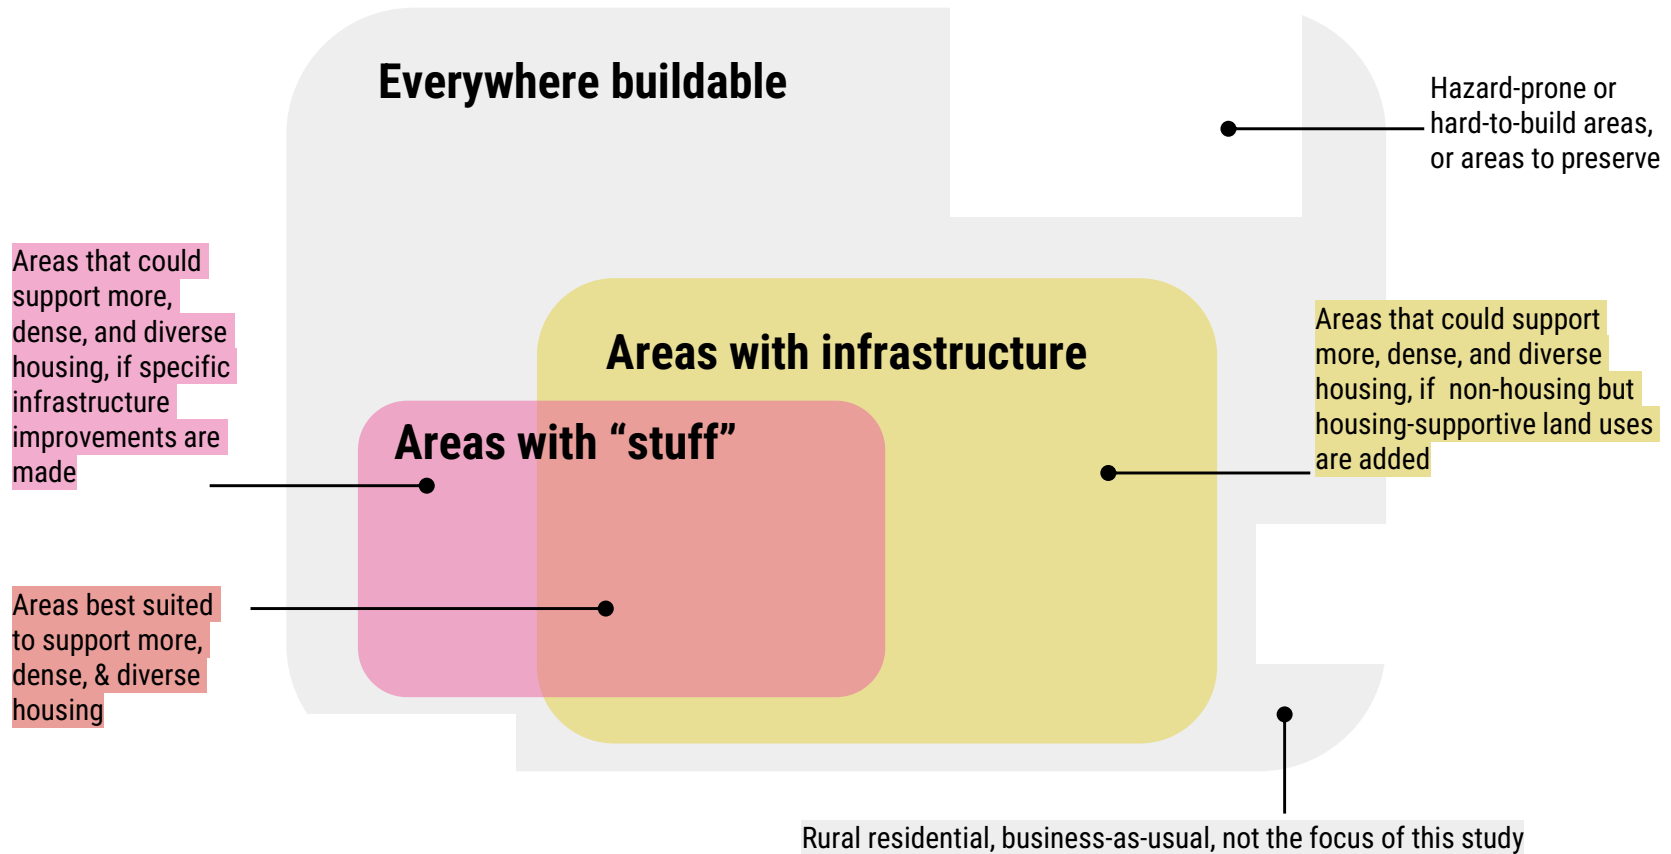 Everywhere buildable
Hazard-prone or
hard-to-build areas,
or areas to preserve
Areas that could
support more,
dense, and diverse
housing, if specific
infrastructure
improvements are
made
Areas with infrastructure
Areas that could support
more, dense, and diverse
housing, if  non-housing but
housing-supportive land uses
are added
Areas with “stuff”
Areas best suited
to support more,
dense, & diverse
housing
Rural residential, business-as-usual, not the focus of this study